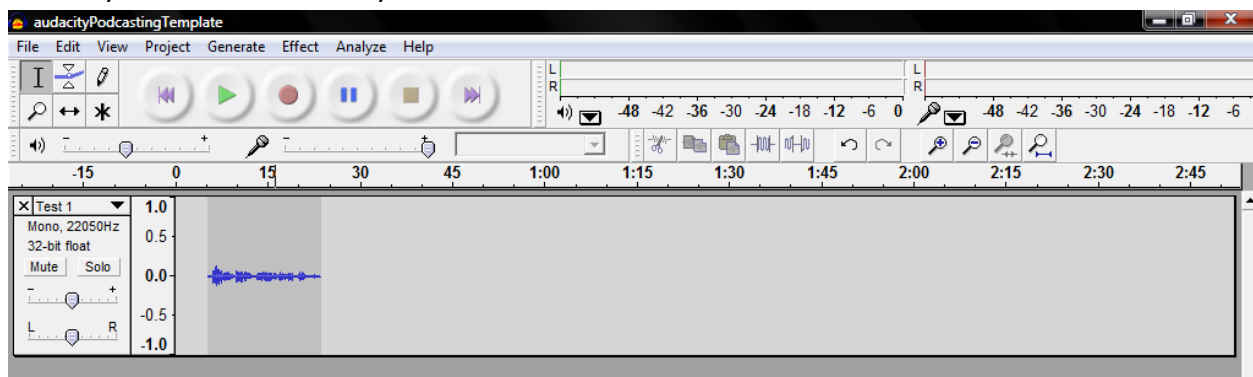 audacityPodcastingTemplate
File Edit View Project Generate Effect Analyze Help
L
R
-48 -42 -36 -30 -24 -18 -12 -6 0
L
R
-48 -42 -36 -30 -24 -18 -12 -6
- +
- +
-15 0 15 30 45 1:00 1:15 1:30 1:45 2:00 2:15 2:30 2:45
X Test 1
Mono, 22050Hz
32-bit float
Mute Solo
- +
L R
1.0
0.5
0.0
-0.5
-1.0